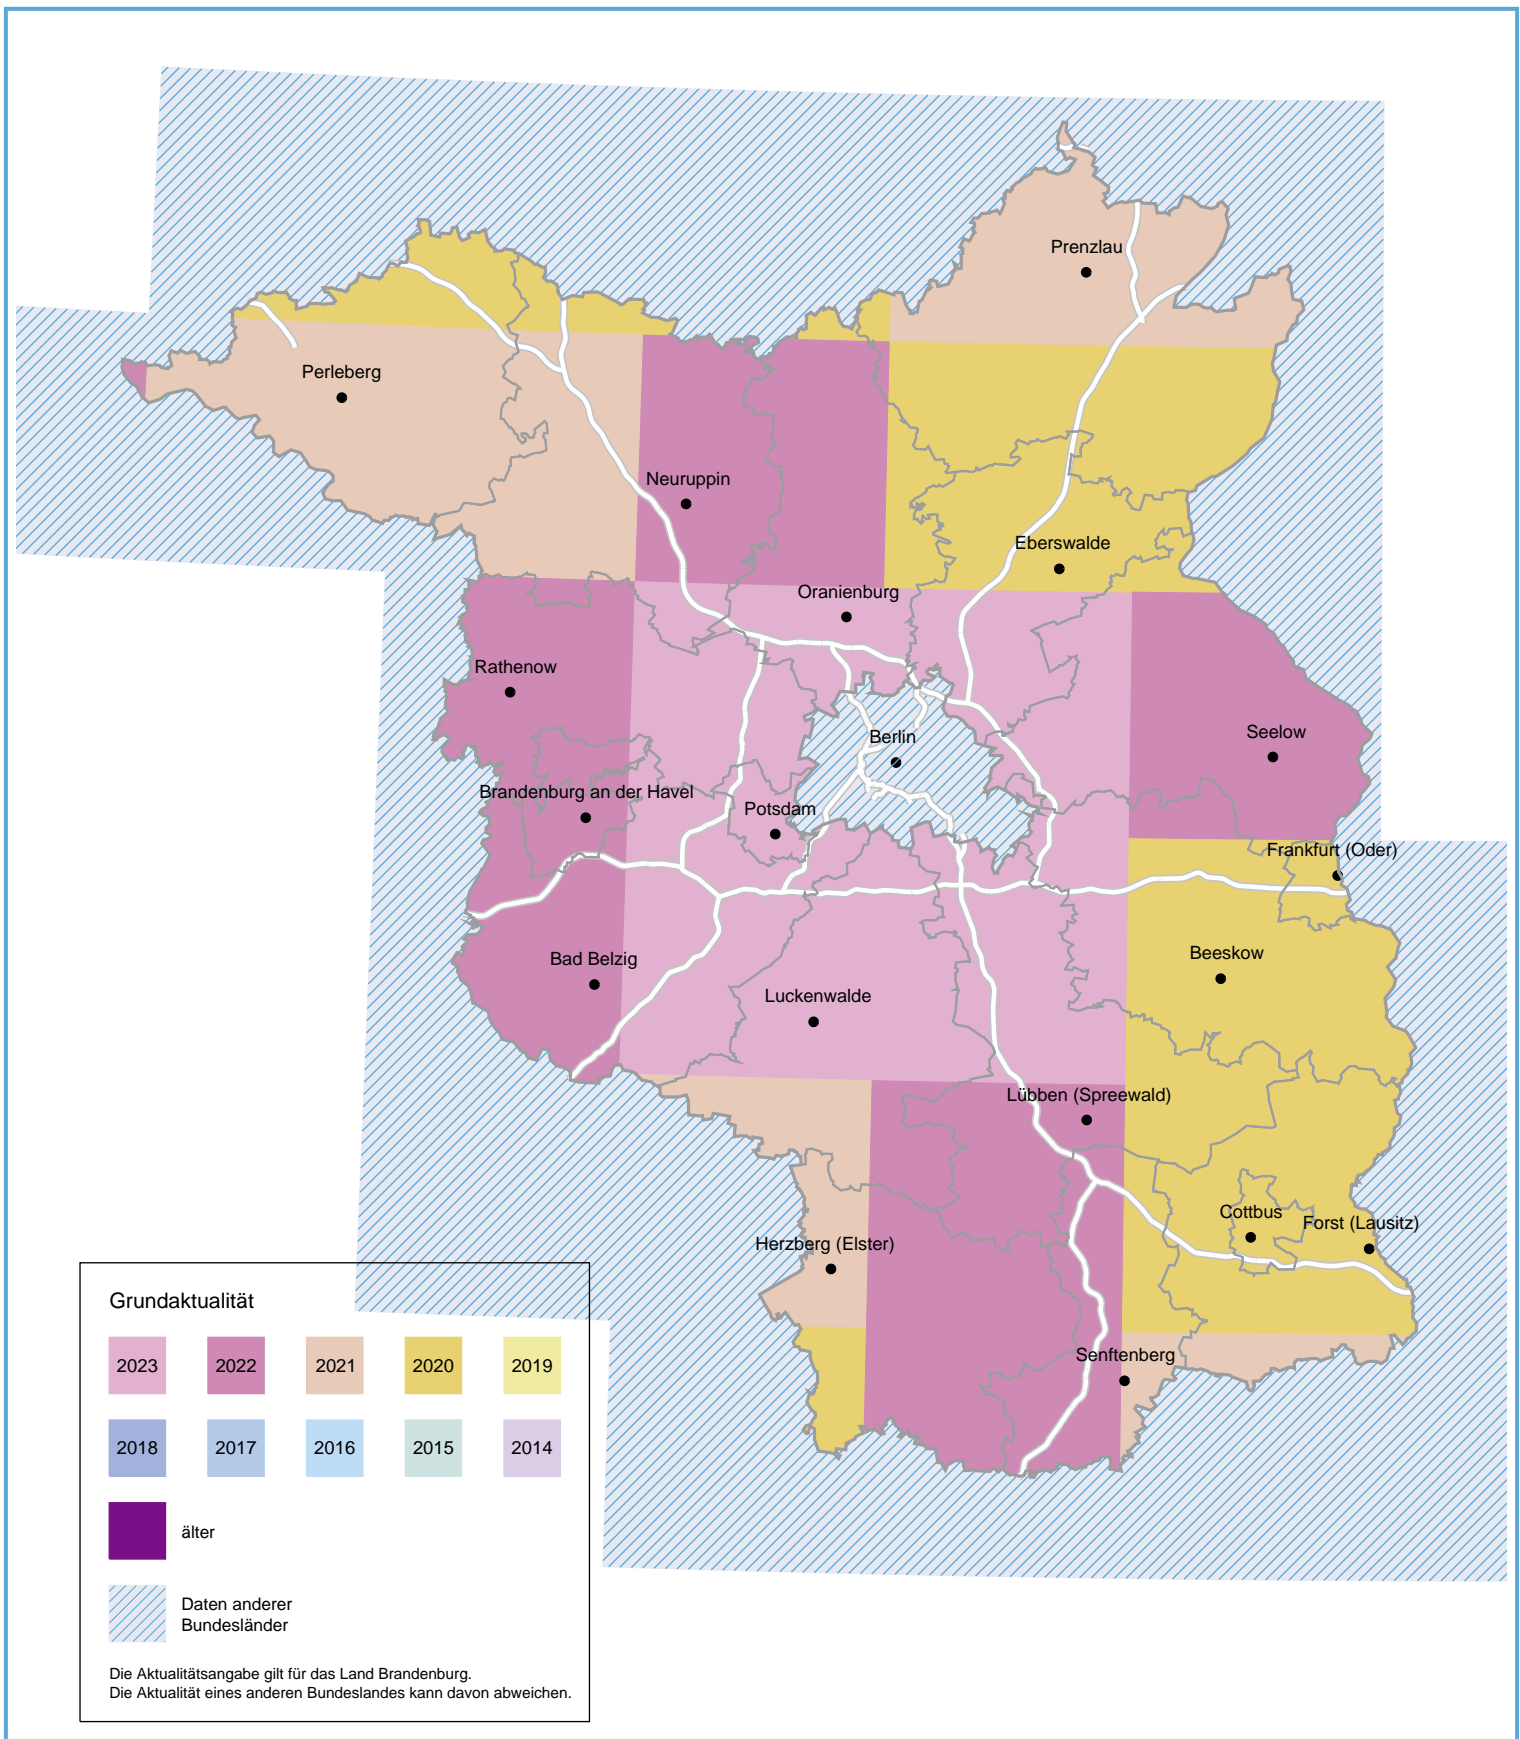 Prenzlau
Perleberg
Neuruppin
Eberswalde
Oranienburg
Rathenow
Seelow
Berlin
Brandenburg an der Havel
Potsdam
Frankfurt (Oder)
Bad Belzig
Beeskow
Luckenwalde
Lübben (Spreewald)
Cottbus
Forst (Lausitz)
Herzberg (Elster)
Senftenberg
Grundaktualität
2023 2022 2021 2020 2019
2018 2017 2016 2015 2014
älter
Daten anderer
Bundesländer
Die Aktualitätsangabe gilt für das Land Brandenburg.
Die Aktualität eines anderen Bundeslandes kann davon abweichen.